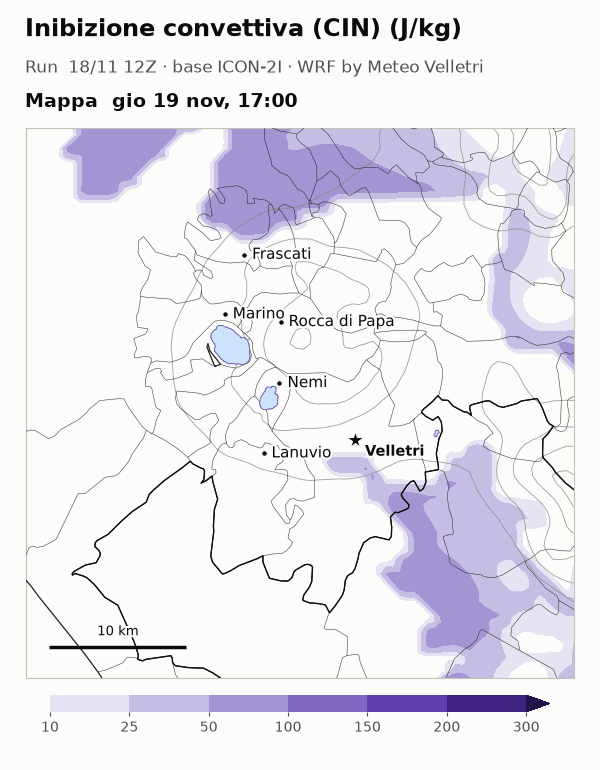 Inibizione convettiva (CIN) (J/kg)
Run  18/11 12Z · base ICON-2I · WRF by Meteo Velletri
Mappa  gio 19 nov, 17:00
Frascati
Marino
Rocca di Papa
Nemi
Velletri
Lanuvio
10 km
10 25 50 100 150 200 300